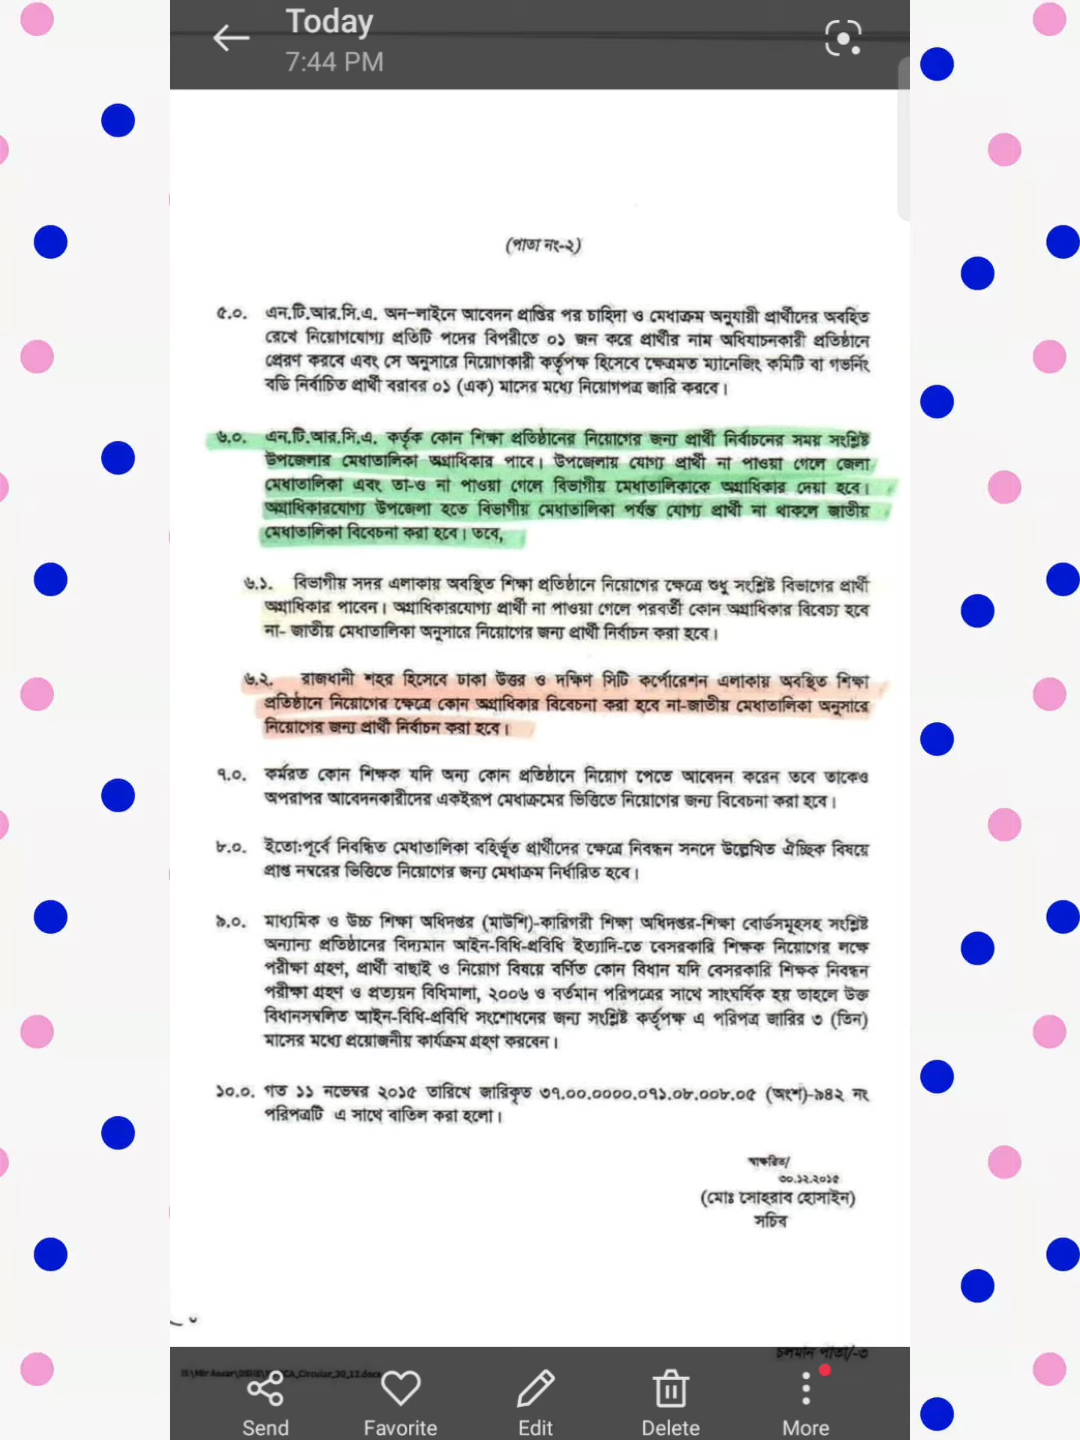 Today
7:44 PM
(পাতা নং-২)
৫.০. এন.টি.আর.সি.এ. অন-লাইনে আবেদন প্রাপ্তির পর চাহিদা ও মেধাক্রম অনুযায়ী প্রার্থীদের অবহিত
রেখে নিয়োগযোগ্য প্রতিটি পদের বিপরীতে ০১ জন করে প্রার্থীর নাম অধিযাচনকারী প্রতিষ্ঠানে
প্রেরণ করবে এবং সে অনুসারে নিয়োগকারী কর্তৃপক্ষ হিসেবে ক্ষেত্রমত ম্যানেজিং কমিটি বা গভর্নিং
বডি নির্বাচিত প্রার্থী বরাবর ০১ (এক) মাসের মধ্যে নিয়োগপত্র জারি করবে।
৬.০. এন.টি.আর.সি.এ. কর্তৃক কোন শিক্ষা প্রতিষ্ঠানের নিয়োগের জন্য প্রার্থী নির্বাচনের সময় সংশ্লিষ্ট
উপজেলার মেধাতালিকা অগ্রাধিকার পাবে। উপজেলায় যোগ্য প্রার্থী না পাওয়া গেলে জেলা
মেধাতালিকা এবং তা-ও না পাওয়া গেলে বিভাগীয় মেধাতালিকাকে অগ্রাধিকার দেয়া হবে।
অগ্রাধিকারযোগ্য উপজেলা হতে বিভাগীয় মেধাতালিকা পর্যন্ত যোগ্য প্রার্থী না থাকলে জাতীয়
মেধাতালিকা বিবেচনা করা হবে। তবে,
৬.১. বিভাগীয় সদর এলাকায় অবস্থিত শিক্ষা প্রতিষ্ঠানে নিয়োগের ক্ষেত্রে শুধু সংশ্লিষ্ট বিভাগের প্রার্থী
অগ্রাধিকার পাবেন। অগ্রাধিকারযোগ্য প্রার্থী না পাওয়া গেলে পরবর্তী কোন অগ্রাধিকার বিবেচ্য হবে
না- জাতীয় মেধাতালিকা অনুসারে নিয়োগের জন্য প্রার্থী নির্বাচন করা হবে।
৬.২. রাজধানী শহর হিসেবে ঢাকা উত্তর ও দক্ষিণ সিটি কর্পোরেশন এলাকায় অবস্থিত শিক্ষা
প্রতিষ্ঠানে নিয়োগের ক্ষেত্রে কোন অগ্রাধিকার বিবেচনা করা হবে না-জাতীয় মেধাতালিকা অনুসারে
নিয়োগের জন্য প্রার্থী নির্বাচন করা হবে।
৭.০. কর্মরত কোন শিক্ষক যদি অন্য কোন প্রতিষ্ঠানে নিয়োগ পেতে আবেদন করেন তবে তাকেও
অপরাপর আবেদনকারীদের একইরূপ মেধাক্রমের ভিত্তিতে নিয়োগের জন্য বিবেচনা করা হবে।
৮.০. ইতোঃপূর্বে নিবন্ধিত মেধাতালিকা বহির্ভূত প্রার্থীদের ক্ষেত্রে নিবন্ধন সনদে উল্লেখিত ঐচ্ছিক বিষয়ে
প্রাপ্ত নম্বরের ভিত্তিতে নিয়োগের জন্য মেধাক্রম নির্ধারিত হবে।
৯.০. মাধ্যমিক ও উচ্চ শিক্ষা অধিদপ্তর (মাউশি)-কারিগরী শিক্ষা অধিদপ্তর-শিক্ষা বোর্ডসমূহসহ সংশ্লিষ্ট
অন্যান্য প্রতিষ্ঠানের বিদ্যমান আইন-বিধি-প্রবিধি ইত্যাদি-তে বেসরকারি শিক্ষক নিয়োগের লক্ষে
পরীক্ষা গ্রহণ, প্রার্থী বাছাই ও নিয়োগ বিষয়ে বর্ণিত কোন বিধান যদি বেসরকারি শিক্ষক নিবন্ধন
পরীক্ষা গ্রহণ ও প্রত্যয়ন বিধিমালা, ২০০৬ ও বর্তমান পরিপত্রের সাথে সাংঘর্ষিক হয় তাহলে উক্ত
বিধানসম্বলিত আইন-বিধি-প্রবিধি সংশোধনের জন্য সংশ্লিষ্ট কর্তৃপক্ষ এ পরিপত্র জারির ৩ (তিন)
মাসের মধ্যে প্রয়োজনীয় কার্যক্রম গ্রহণ করবেন।
১০.০. গত ১১ নভেম্বর ২০১৫ তারিখে জারিকৃত ৩৭.০০.০০০০.০৭১.০৮.০০৮.০৫ (অংশ)-৯৪২ নং
পরিপত্রটি এ সাথে বাতিল করা হলো।
স্বাক্ষরিত/
৩০.১২.২০১৫
(মোঃ সোহরাব হোসাইন)
সচিব
চলমান পাতা/-৩
Send Favorite Edit Delete More